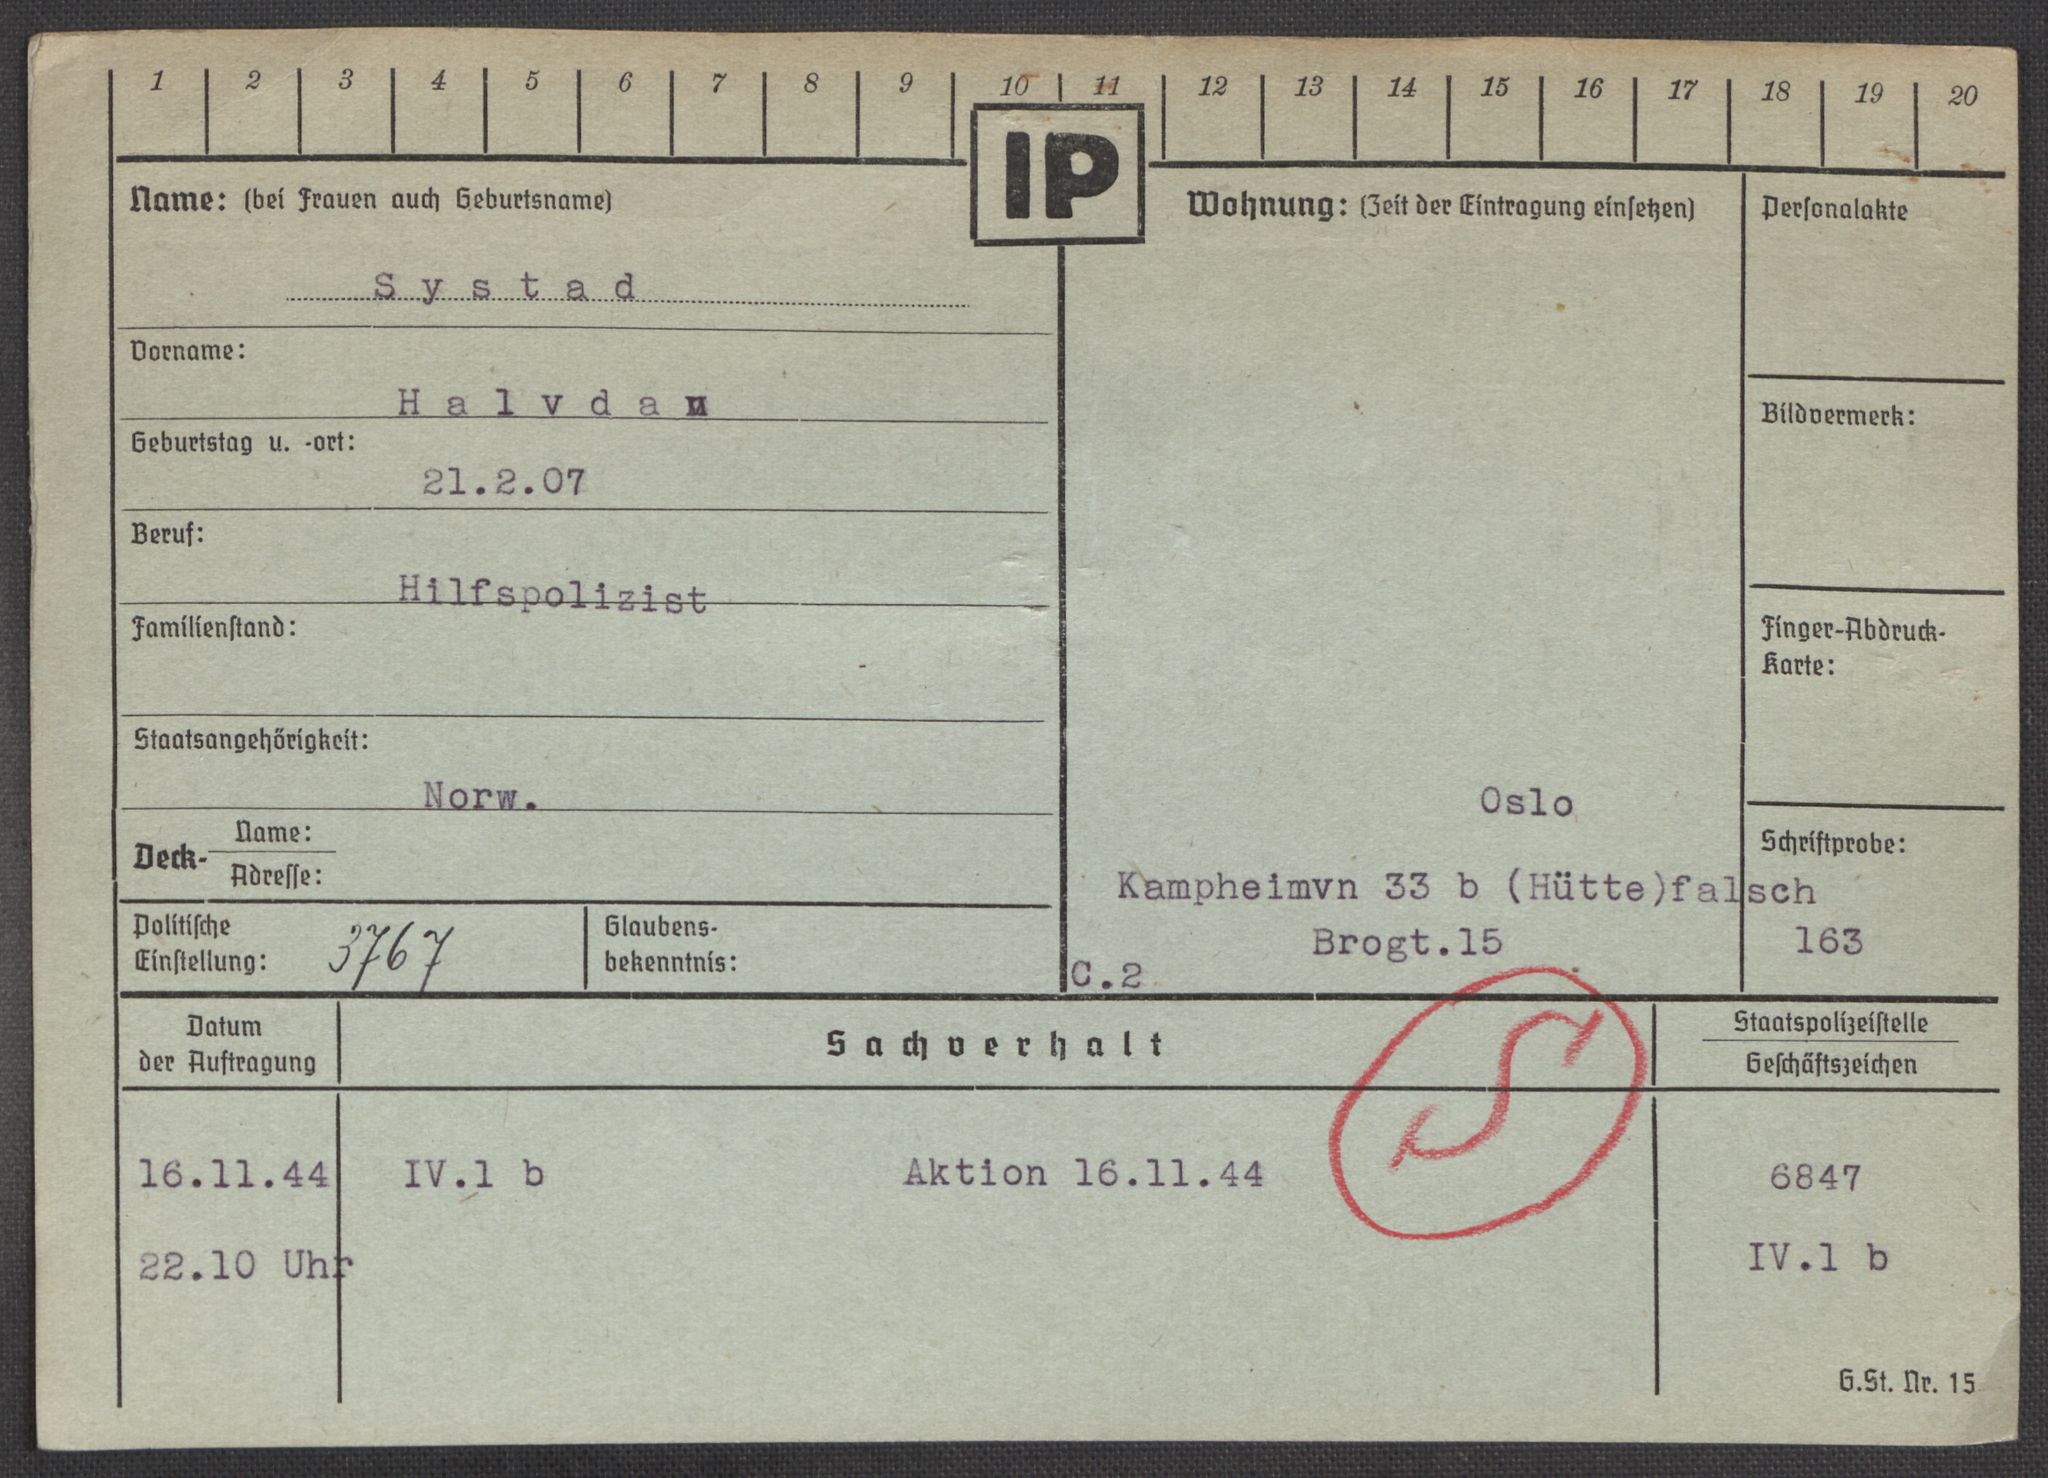 1 2 3 4 5 6 7 8 9 10 11 12 13 14 15 16 17 18 19 20
IP
Name: (bei Frauen auch Geburtsname)
Systad
Vorname:
Halvdan
Geburtstag u. -ort:
21.2.07
Beruf:
Hilfspolizist
Familienstand:
Staatsangehörigkeit:
Norw.
Deck-
Name:
Adresse:
Politische
Einstellung: 3767
Glaubens-
bekenntnis:
Wohnung: (Zeit der Eintragung einsetzen)
Oslo
Kampheimvn 33 b (Hütte)falsch
Brogt.15 163
C.2
Personalakte
Bildvermerk:
Finger-Abdruck-
Karte:
Schriftprobe:
Datum
der Auftragung
Sachverhalt
S
Staatspolizeistelle
Geschäftszeichen
16.11.44 IV.1 b Aktion 16.11.44 6847
22.10 Uhr IV.1 b
G.St. Nr. 15